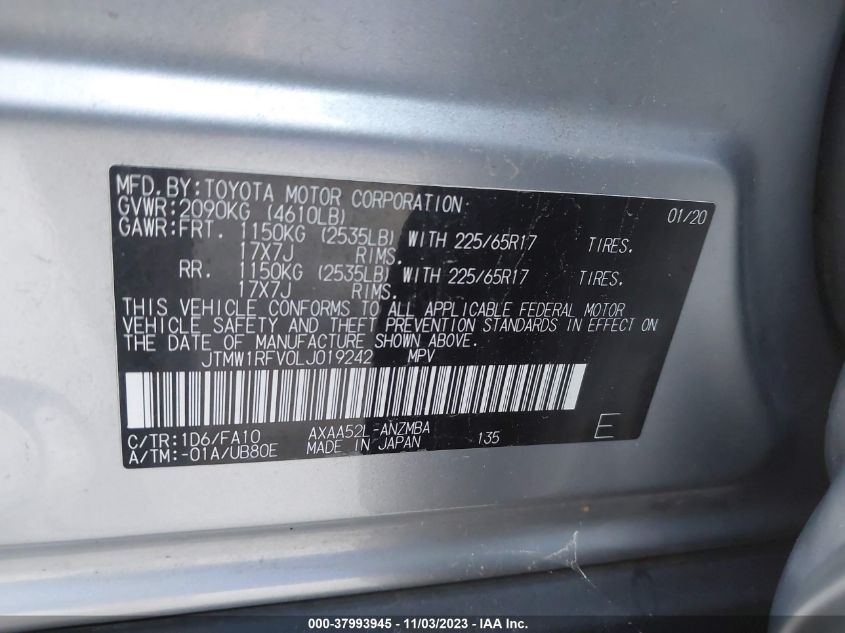 MFD.BY:TOYOTA MOTOR CORPORATION 01/20
GVWR:2090KG (4610LB)
GAWR:FRT. 1150KG (2535LB) WITH 225/65R17 TIRES.
17X7J RIMS.
RR. 1150KG (2535LB) WITH 225/65R17 TIRES.
17X7J RIMS.
THIS VEHICLE CONFORMS TO ALL APPLICABLE FEDERAL MOTOR
VEHICLE SAFETY AND THEFT PREVENTION STANDARDS IN EFFECT ON
THE DATE OF MANUFACTURE SHOWN ABOVE.
JTMW1RFV0LJ019242 MPV
C/TR:1D6/FA10 AXAA52L-ANZMBA
A/TM:-01A/UB80E MADE IN JAPAN 135 E
000-37993945 - 11/03/2023 - IAAI.COM